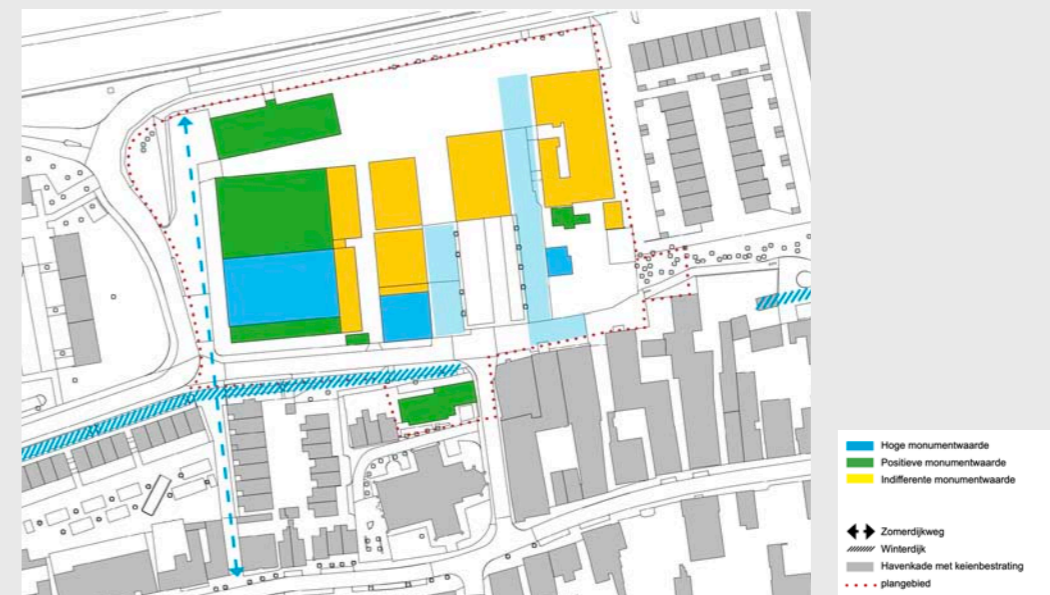 Hoge monumentwaarde
Positieve monumentwaarde
Indifferente monumentwaarde
Zomerdijkweg
Winterdijk
Havenkade met keienbestrating
plangebied